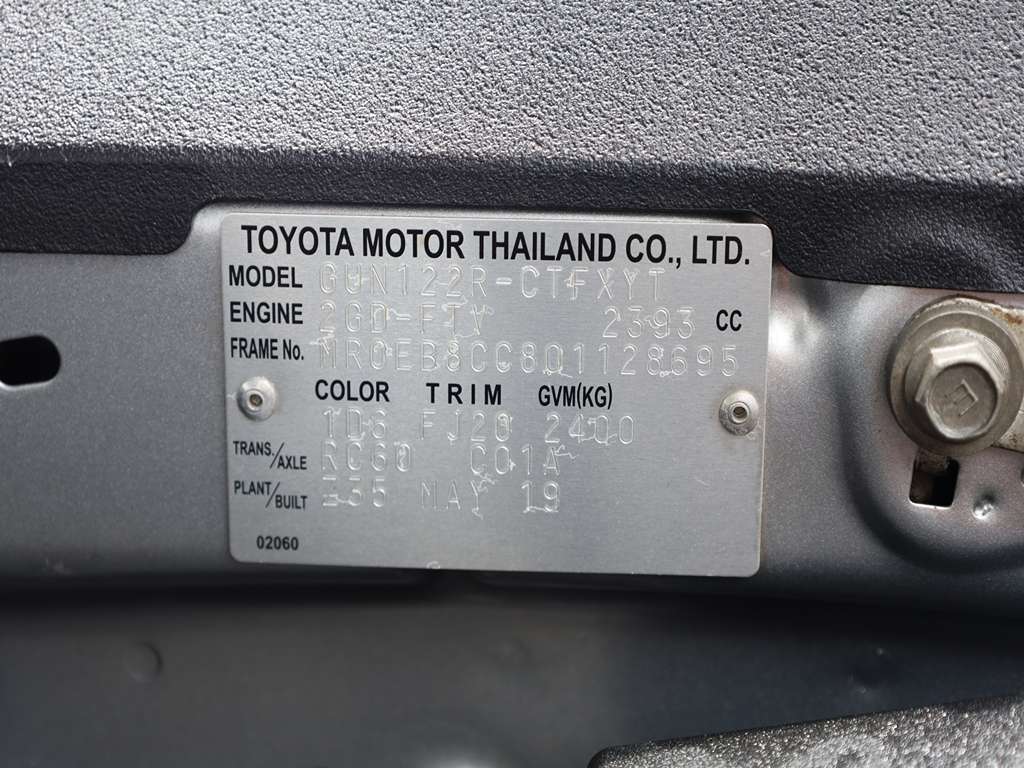 TOYOTA MOTOR THAILAND CO., LTD.
MODEL GUN122R-CTFXYT
ENGINE 2GD-FTV 2393 CC
FRAME No. MR0EB8CC801128695
COLOR TRIM GVM(KG)
1D6 FJ20 2400
TRANS./AXLE RC60 C01A
PLANT/BUILT Z35 MAY 19
02060